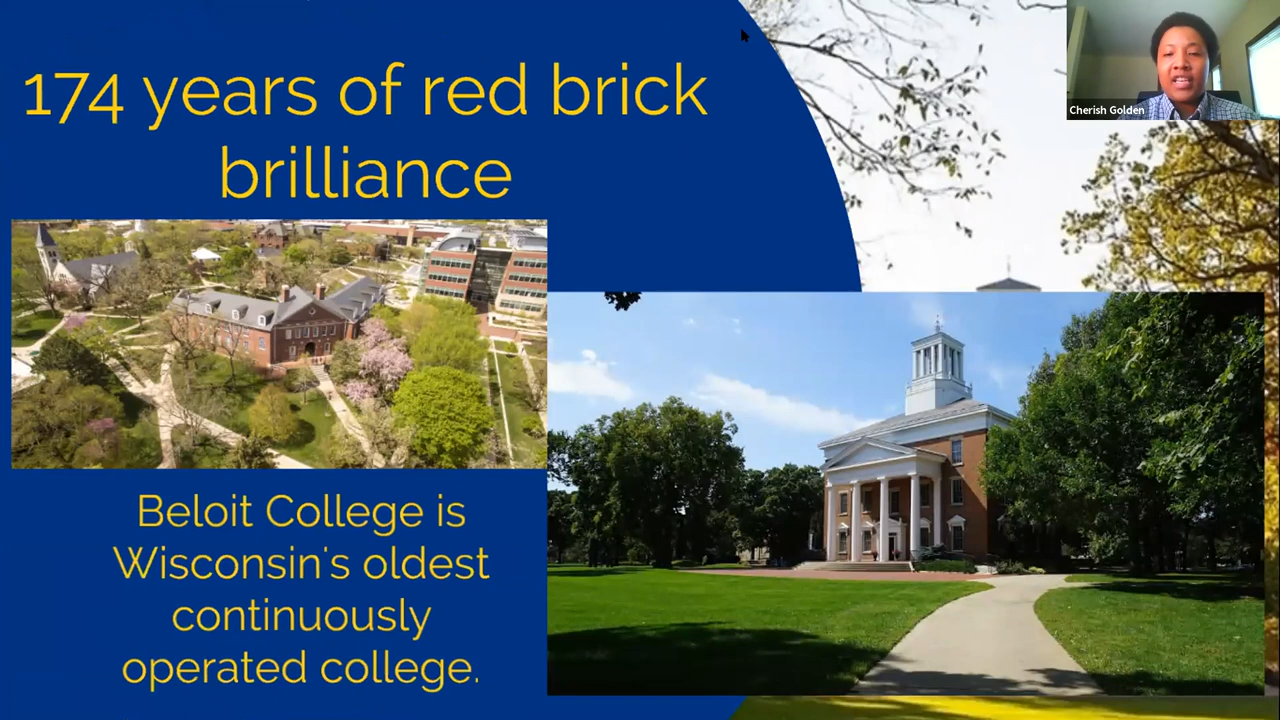 174 years of red brick
brilliance
Cherish Golden
Beloit College is
Wisconsin's oldest
continuously
operated college.